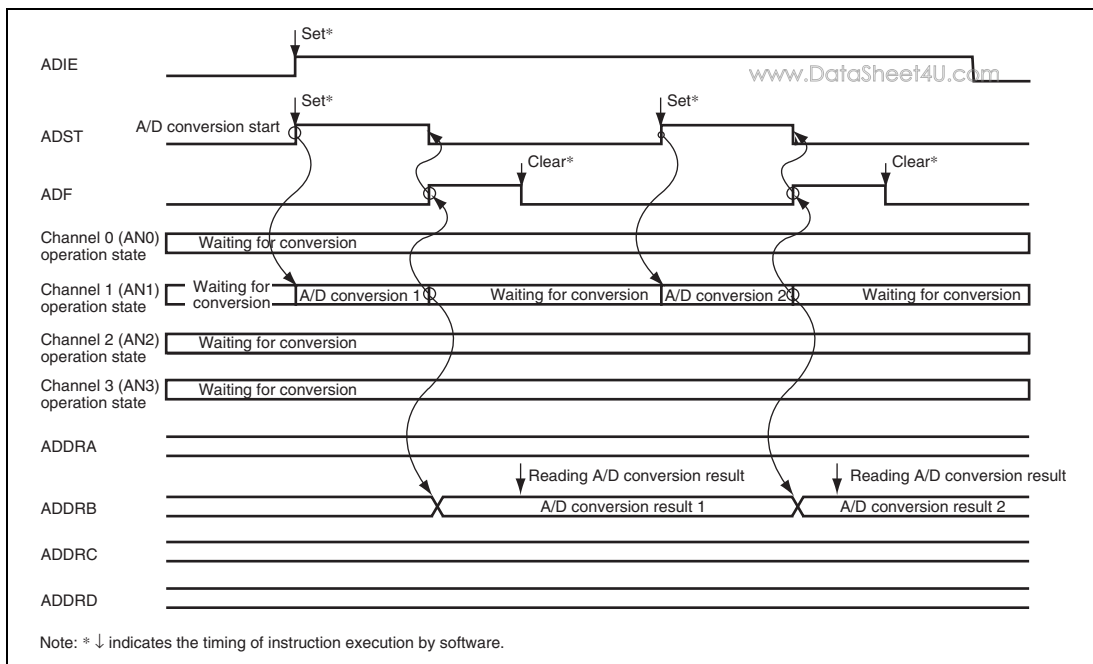 Set*
ADIE
www.DataSheet4U.com
Set*
Set*
A/D conversion start
ADST
Clear*
Clear*
ADF
Channel 0 (AN0)
operation state
Waiting for conversion
Channel 1 (AN1)
operation state
Waiting for
conversion
A/D conversion 1
Waiting for conversion
A/D conversion 2
Waiting for conversion
Channel 2 (AN2)
operation state
Waiting for conversion
Channel 3 (AN3)
operation state
Waiting for conversion
ADDRA
Reading A/D conversion result
Reading A/D conversion result
ADDRB
A/D conversion result 1
A/D conversion result 2
ADDRC
ADDRD
Note: * ↓ indicates the timing of instruction execution by software.